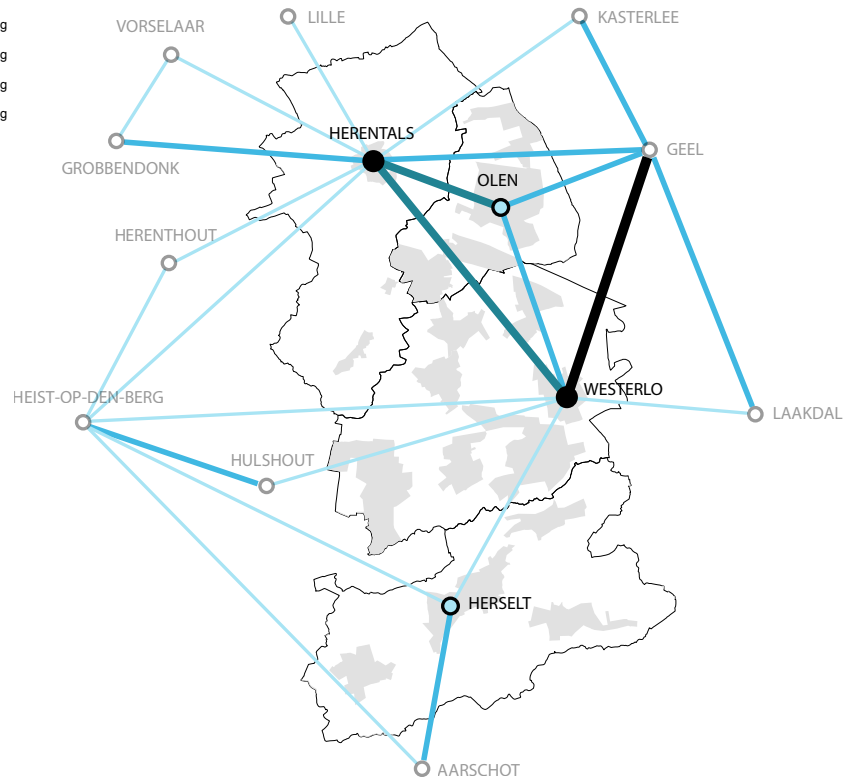 g
g
g
g
LILLE
KASTERLEE
VORSELAAR
HERENTALS
GEEL
GROBBENDONK
OLEN
HERENTHOUT
WESTERLO
HEIST-OP-DEN-BERG
LAAKDAL
HULSHOUT
HERSELT
AARSCHOT